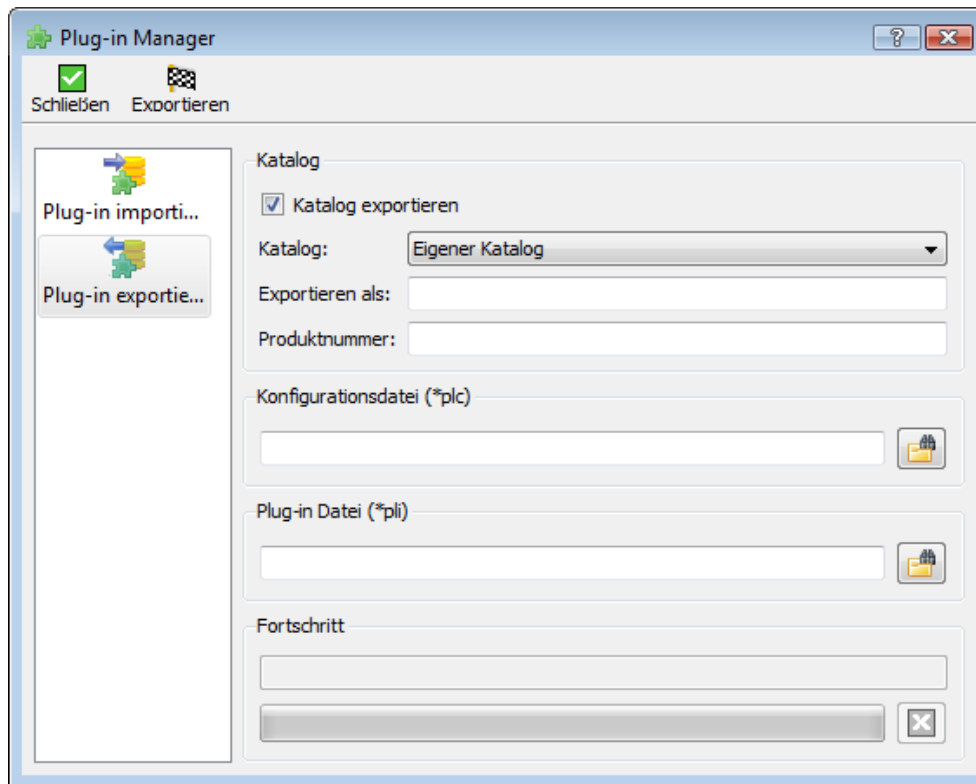 Plug-in Manager
Schließen Exportieren
Plug-in importi...
Plug-in exportie...
Katalog
Katalog exportieren
Katalog: Eigener Katalog
Exportieren als:
Produktnummer:
Konfigurationsdatei (*plc)
Plug-in Datei (*pli)
Fortschritt